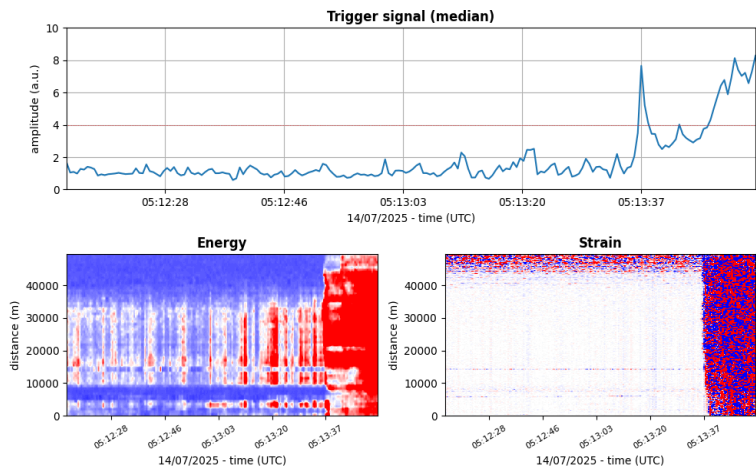 Trigger signal (median)
10
8
6
4
2
0
amplitude (a.u.)
05:12:28 05:12:46 05:13:03 05:13:20 05:13:37
14/07/2025 - time (UTC)
Energy
40000
30000
20000
10000
0
distance (m)
05:12:28 05:12:46 05:13:03 05:13:20 05:13:37
14/07/2025 - time (UTC)
Strain
40000
30000
20000
10000
0
distance (m)
05:12:28 05:12:46 05:13:03 05:13:20 05:13:37
14/07/2025 - time (UTC)